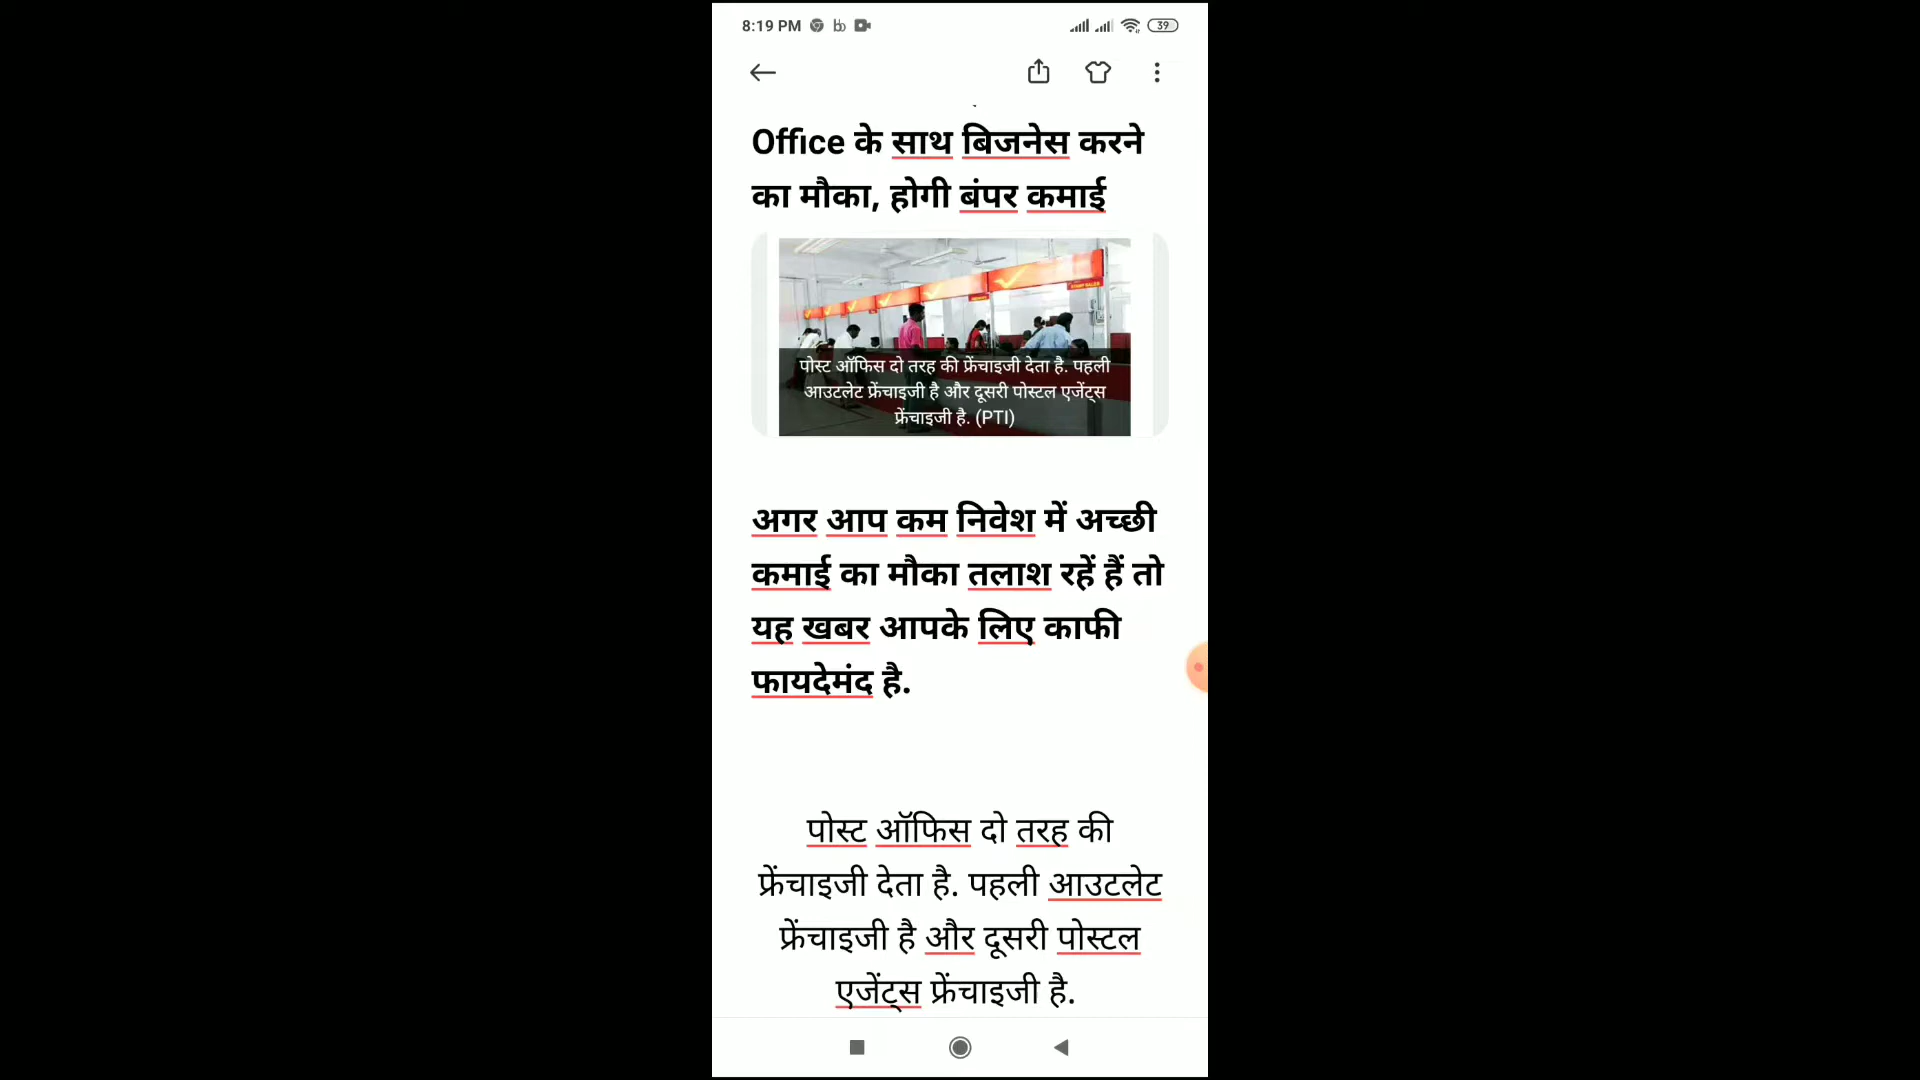 8:19 PM
39
Office के साथ बिजनेस करने
का मौका, होगी बंपर कमाई
पोस्ट ऑफिस दो तरह की फ्रेंचाइजी देता है. पहली
आउटलेट फ्रेंचाइजी है और दूसरी पोस्टल एजेंट्स
फ्रेंचाइजी है. (PTI)
अगर आप कम निवेश में अच्छी
कमाई का मौका तलाश रहें हैं तो
यह खबर आपके लिए काफी
फायदेमंद है.
पोस्ट ऑफिस दो तरह की
फ्रेंचाइजी देता है. पहली आउटलेट
फ्रेंचाइजी है और दूसरी पोस्टल
एजेंट्स फ्रेंचाइजी है.